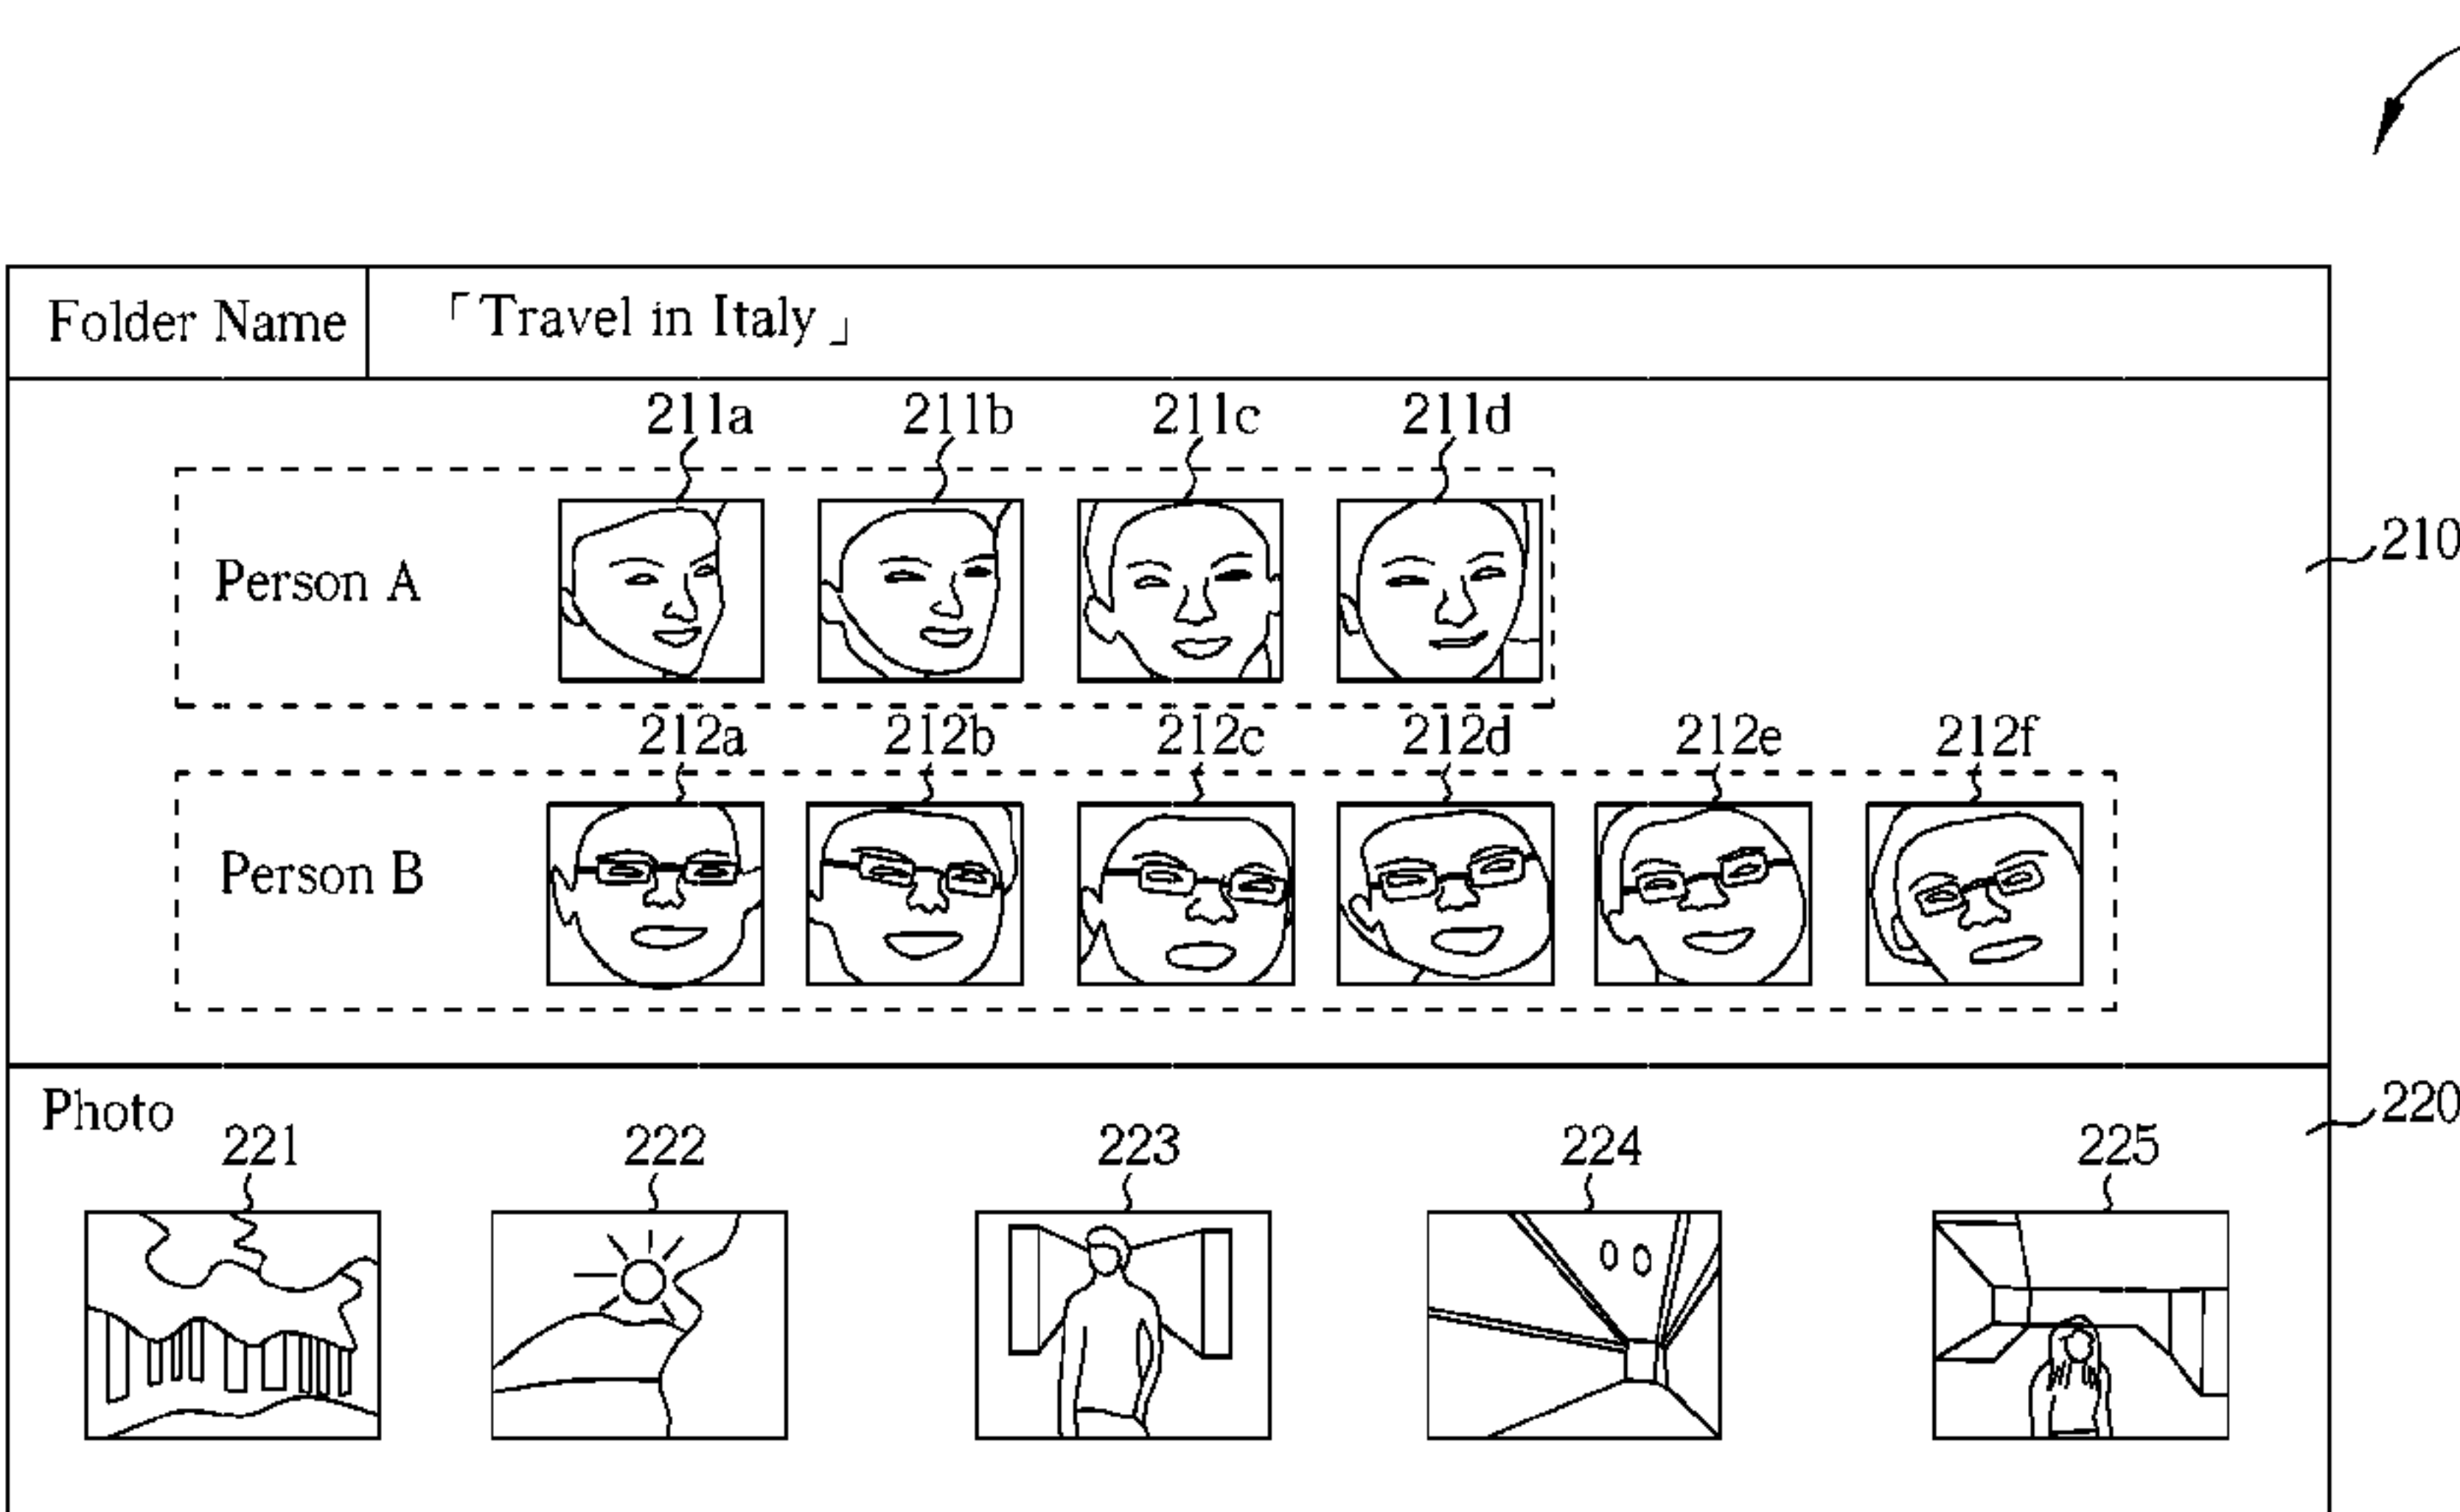 Folder Name 「Travel in Italy」
211a 211b 211c 211d
210
Person A
212a 212b 212c 212d 212e 212f
Person B
Photo
220
221 222 223 224 225